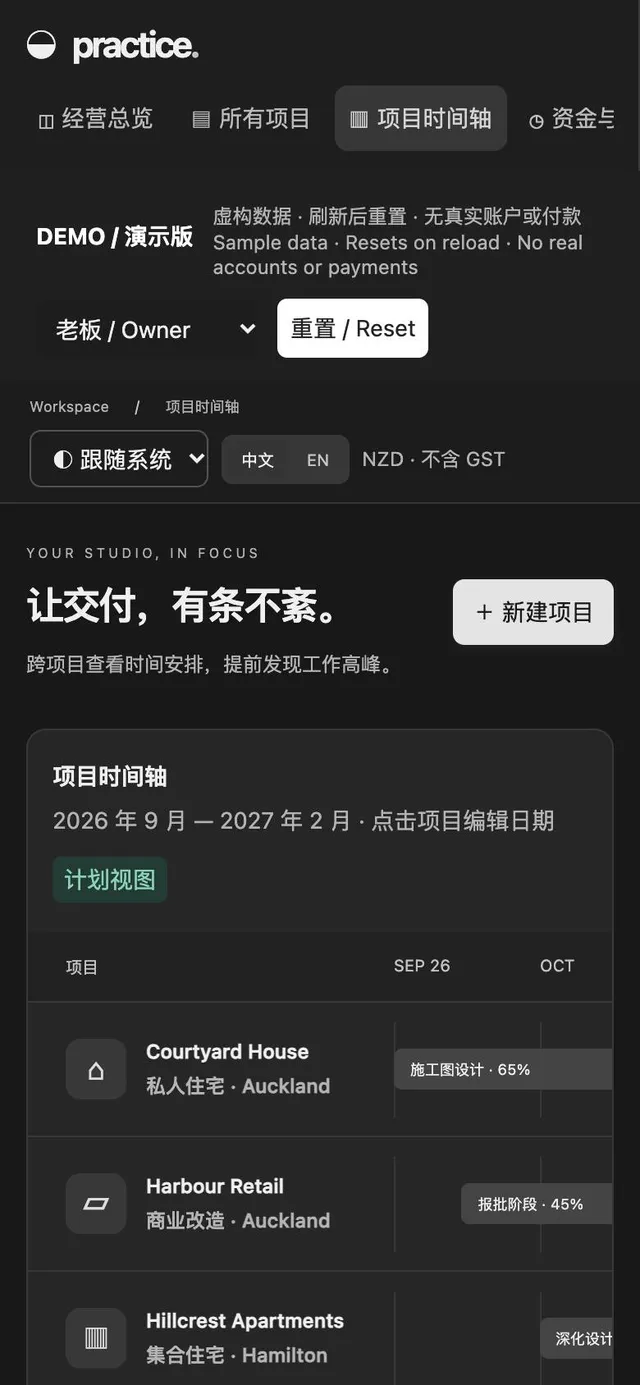 practice.
经营总览
所有项目
项目时间轴
资金与
DEMO / 演示版
虚构数据 · 刷新后重置 · 无真实账户或付款
Sample data · Resets on reload · No real
accounts or payments
老板 / Owner
重置 / Reset
Workspace / 项目时间轴
跟随系统
中文
EN
NZD · 不含 GST
YOUR STUDIO, IN FOCUS
让交付，有条不紊。
+ 新建项目
跨项目查看时间安排，提前发现工作高峰。
项目时间轴
2026 年 9 月 — 2027 年 2 月 · 点击项目编辑日期
计划视图
项目
SEP 26
OCT
Courtyard House
私人住宅 · Auckland
施工图设计 · 65%
Harbour Retail
商业改造 · Auckland
报批阶段 · 45%
Hillcrest Apartments
集合住宅 · Hamilton
深化设计